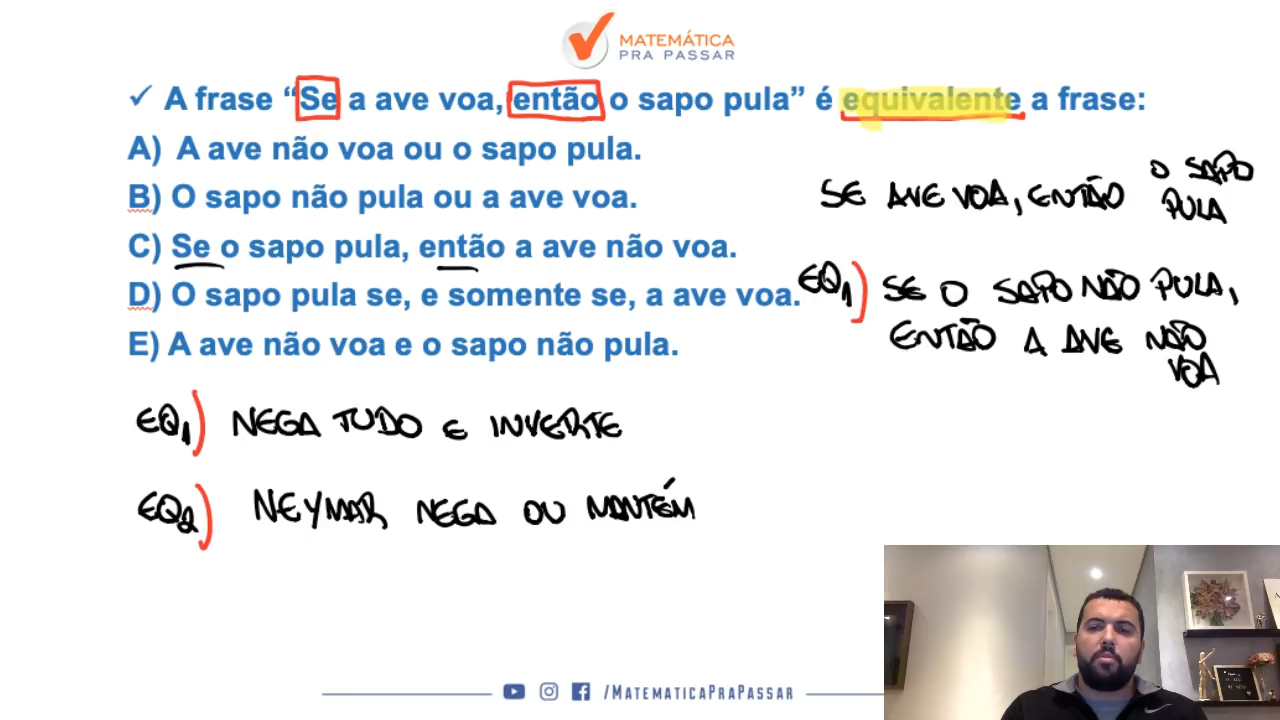 MATEMÁTICA
PRA PASSAR
✓ A frase “Se a ave voa, então o sapo pula” é equivalente a frase:
A) A ave não voa ou o sapo pula.
B) O sapo não pula ou a ave voa.
C) Se o sapo pula, então a ave não voa.
D) O sapo pula se, e somente se, a ave voa.
E) A ave não voa e o sapo não pula.
SE AVE VOA, ENTÃO O SAPO
PULA
EQ1) SE O SAPO NÃO PULA,
ENTÃO A AVE NÃO
VOA
EQ1) NEGA TUDO E INVERTE
EQ2) NEYMAR NEGA OU MANTÉM
/MATEMATICAPRAPASSAR